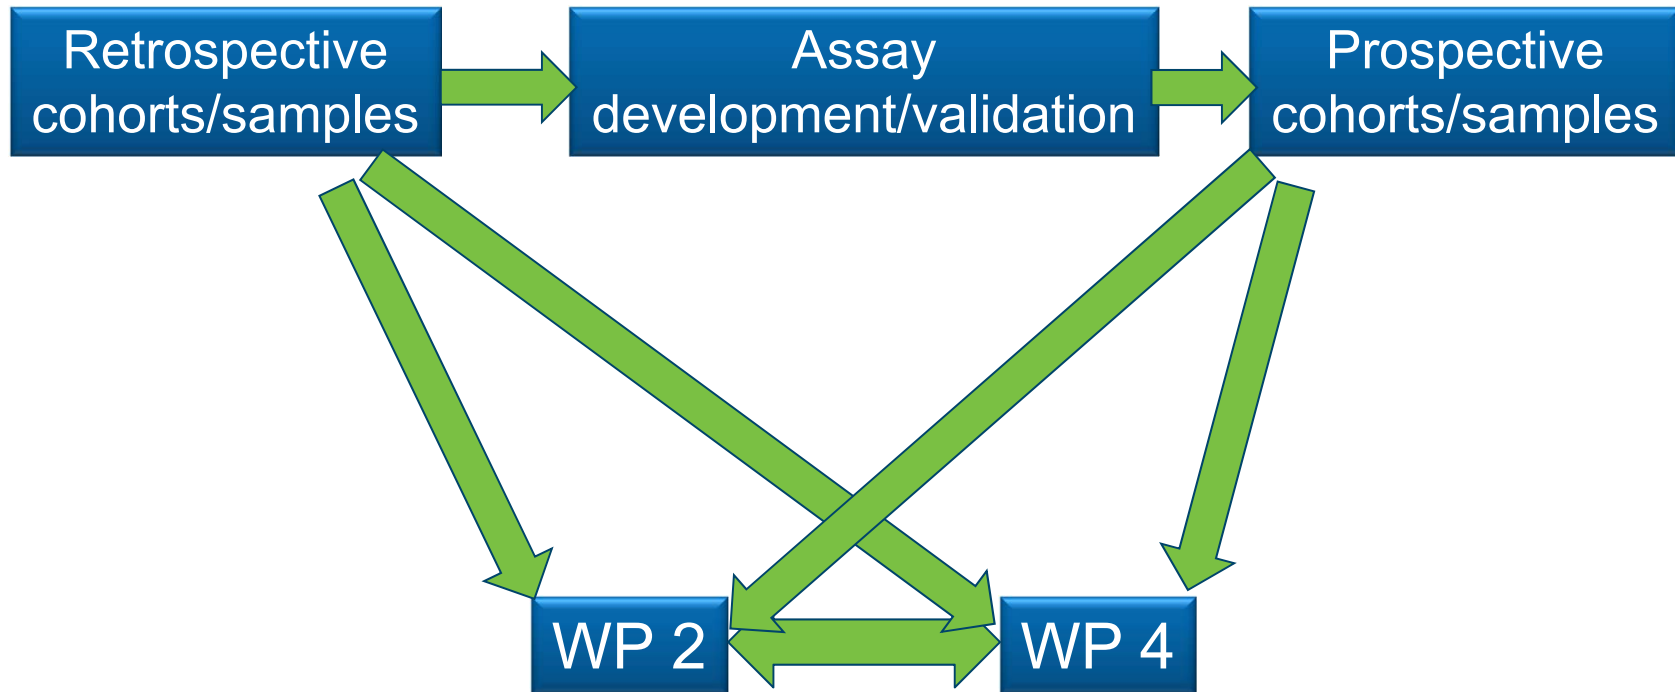 Retrospective
cohorts/samples
Assay
development/validation
Prospective
cohorts/samples
WP 2
WP 4